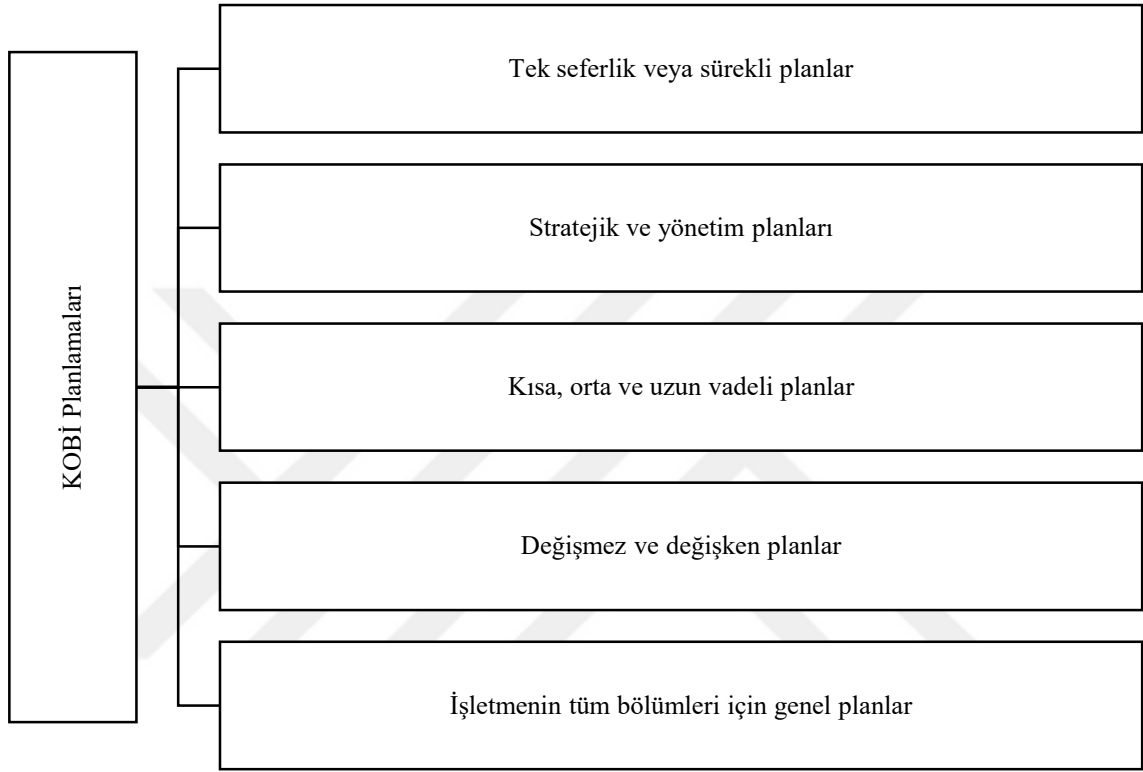 KOBİ Planlamaları
Tek seferlik veya sürekli planlar
Stratejik ve yönetim planları
Kısa, orta ve uzun vadeli planlar
Değişmez ve değişken planlar
İşletmenin tüm bölümleri için genel planlar